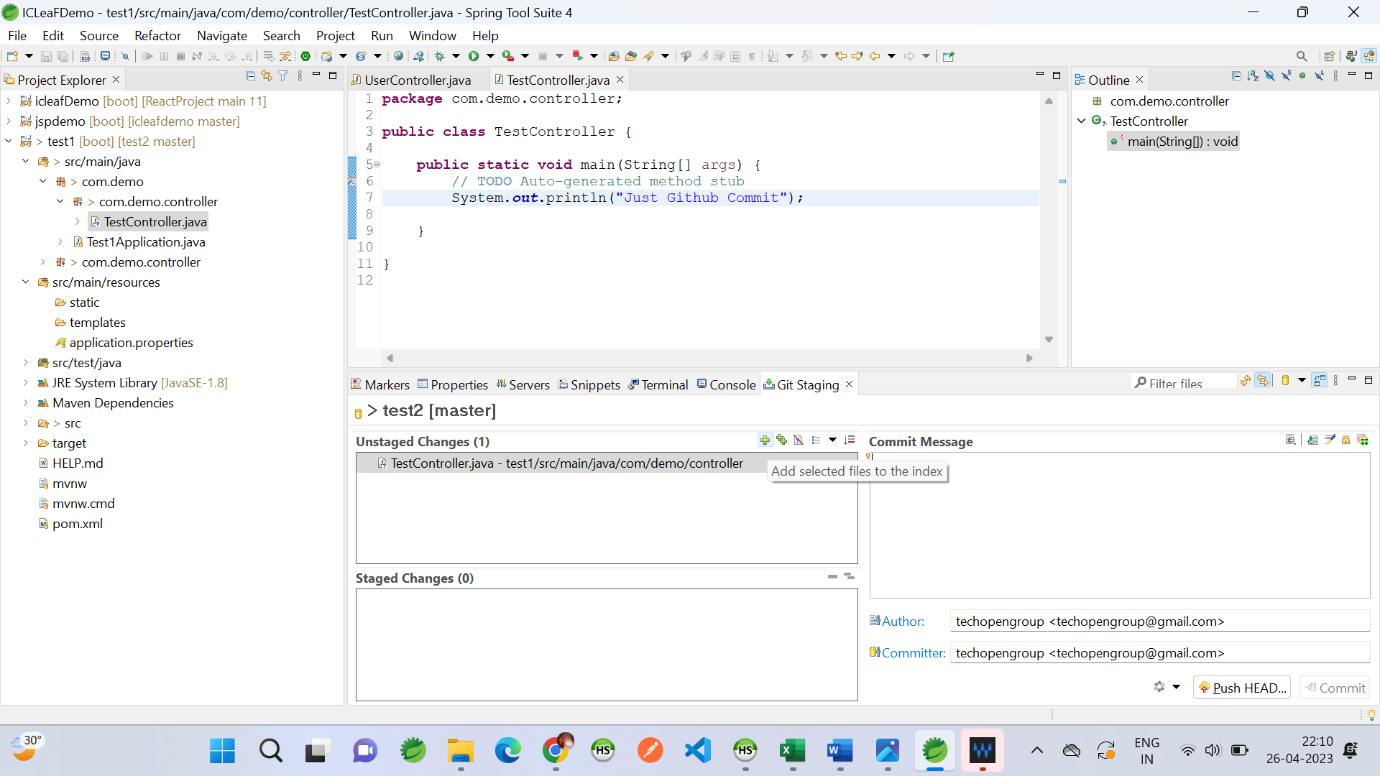 ICLeaFDemo - test1/src/main/java/com/demo/controller/TestController.java - Spring Tool Suite 4
File Edit Source Refactor Navigate Search Project Run Window Help
Project Explorer
icleafDemo [boot] [ReactProject main ↑1]
jspdemo [boot] [icleafdemo master]
> test1 [boot] [test2 master]
> src/main/java
> com.demo
> com.demo.controller
TestController.java
Test1Application.java
> com.demo.controller
src/main/resources
static
templates
application.properties
src/test/java
JRE System Library [JavaSE-1.8]
Maven Dependencies
> src
target
HELP.md
mvnw
mvnw.cmd
pom.xml
UserController.java TestController.java
1 package com.demo.controller;
2
3 public class TestController {
4
5 public static void main(String[] args) {
6 // TODO Auto-generated method stub
7 System.out.println("Just Github Commit");
8
9 }
10
11 }
12
Outline
com.demo.controller
TestController
main(String[]) : void
Markers Properties Servers Snippets Terminal Console Git Staging
Filter files
> test2 [master]
Unstaged Changes (1)
TestController.java - test1/src/main/java/com/demo/controller
Add selected files to the index
Staged Changes (0)
Commit Message
Author: techopengroup <techopengroup@gmail.com>
Committer: techopengroup <techopengroup@gmail.com>
Push HEAD... Commit
30°
HS
HS
ENG
IN
22:10
26-04-2023